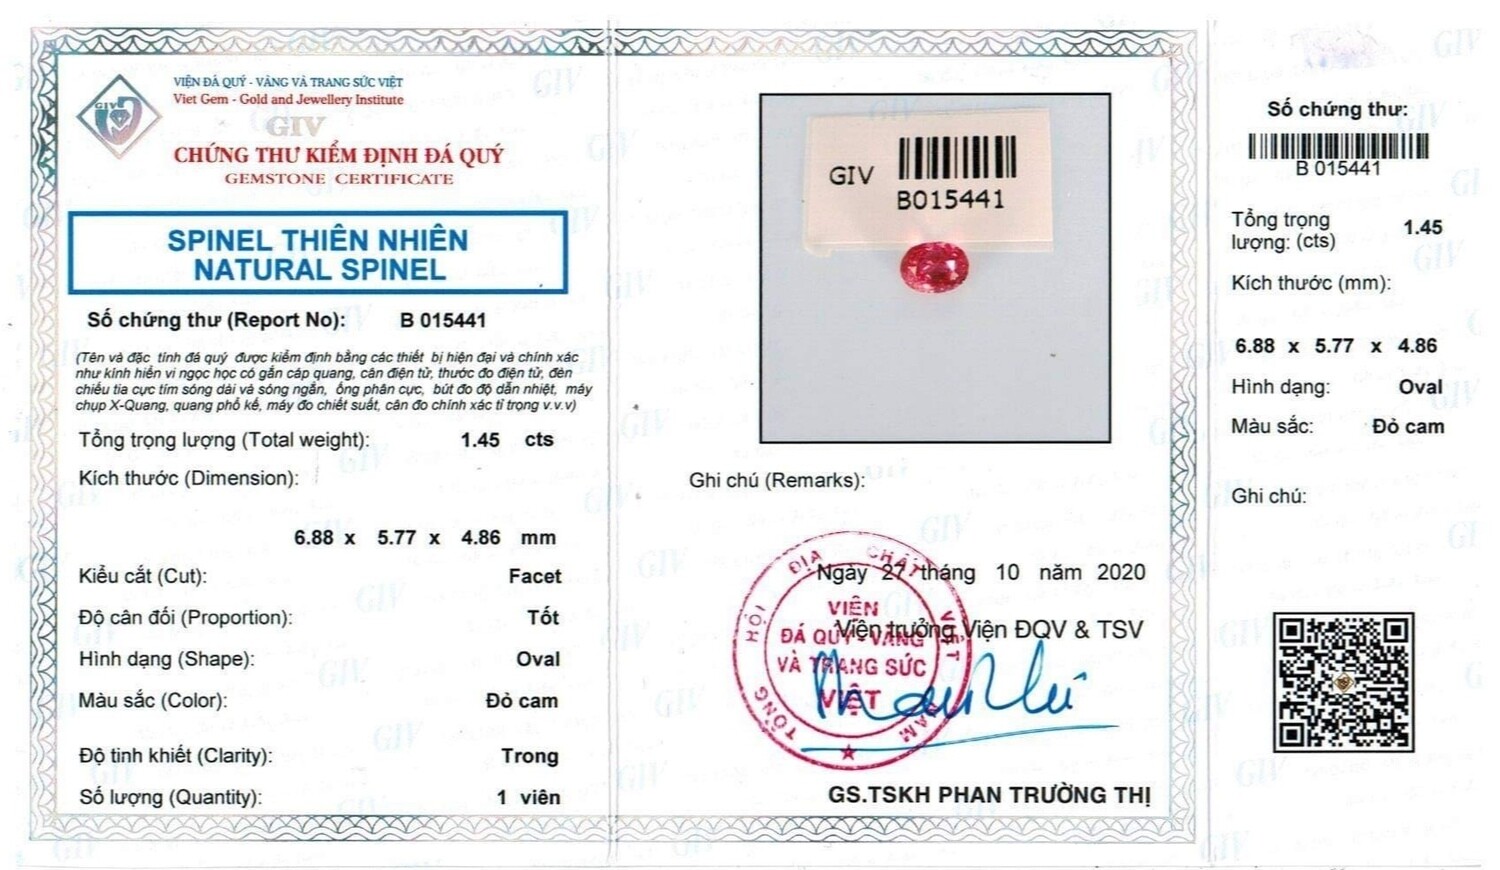 VIỆN ĐÁ QUÝ - VÀNG VÀ TRANG SỨC VIỆT
Viet Gem - Gold and Jewellery Institute
GIV
CHỨNG THƯ KIỂM ĐỊNH ĐÁ QUÝ
GEMSTONE CERTIFICATE
SPINEL THIÊN NHIÊN
NATURAL SPINEL
Số chứng thư (Report No): B 015441
(Tên và đặc tính đá quý được kiểm định bằng các thiết bị hiện đại và chính xác
như kính hiển vi ngọc học có gắn cáp quang, cân điện tử, thước đo điện tử, đèn
chiếu tia cực tím sóng dài và sóng ngắn, ống phân cực, bút đo độ dẫn nhiệt, máy
chụp X-Quang, quang phổ kế, máy đo chiết suất, cân đo chính xác tỉ trọng v.v.v)
Tổng trọng lượng (Total weight): 1.45 cts
Kích thước (Dimension):
6.88 x 5.77 x 4.86 mm
Kiểu cắt (Cut): Facet
Độ cân đối (Proportion): Tốt
Hình dạng (Shape): Oval
Màu sắc (Color): Đỏ cam
Độ tinh khiết (Clarity): Trong
Số lượng (Quantity): 1 viên
GIV
B015441
Ghi chú (Remarks):
Ngày 27 tháng 10 năm 2020
Viện trưởng Viện ĐQV & TSV
TỔNG HỘI ĐỊA CHẤT VIỆT NAM
VIỆN
ĐÁ QUÝ - VÀNG
VÀ TRANG SỨC
VIỆT
GS.TSKH PHAN TRƯỜNG THỊ
Số chứng thư:
B 015441
Tổng trọng
lượng: (cts) 1.45
Kích thước (mm):
6.88 x 5.77 x 4.86
Hình dạng: Oval
Màu sắc: Đỏ cam
Ghi chú: